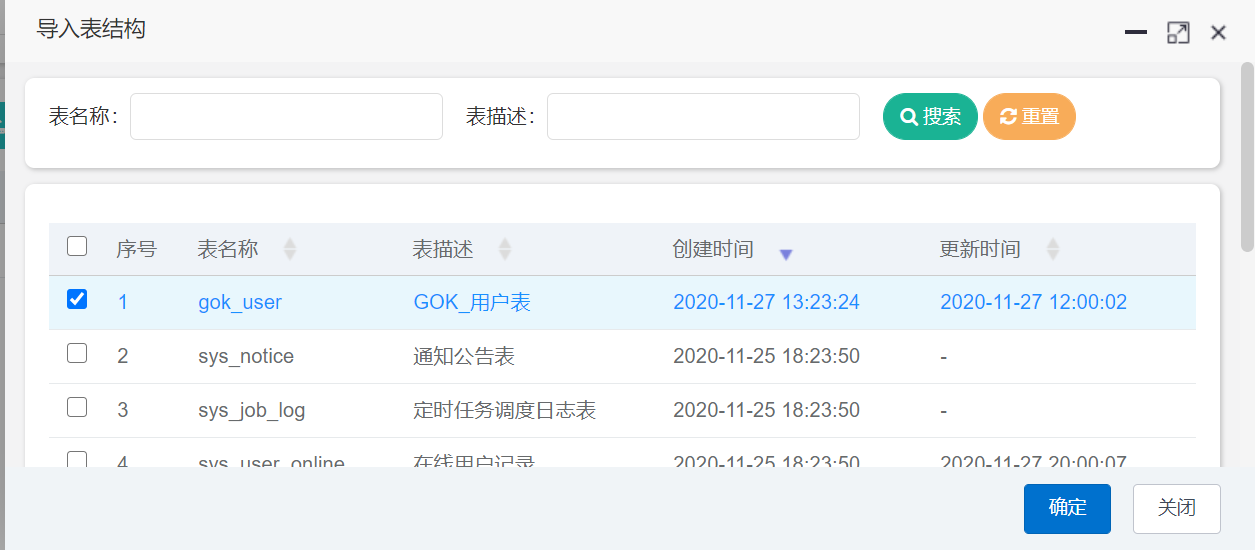 导入表结构
表名称： 表描述： 搜索 重置
序号 表名称 表描述 创建时间 更新时间
1 gok_user GOK_用户表 2020-11-27 13:23:24 2020-11-27 12:00:02
2 sys_notice 通知公告表 2020-11-25 18:23:50 -
3 sys_job_log 定时任务调度日志表 2020-11-25 18:23:50 -
4 sys_user_online 在线用户记录 2020-11-25 18:23:50 2020-11-27 20:00:07
确定 关闭